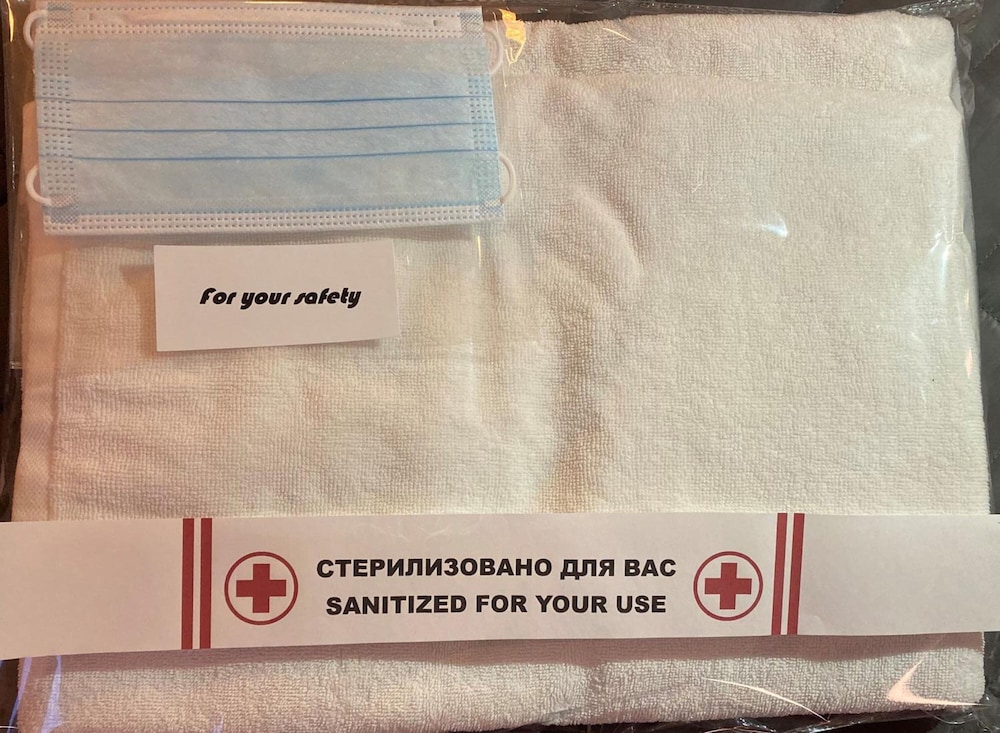 For your safety
СТЕРИЛИЗОВАНО ДЛЯ ВАС
SANITIZED FOR YOUR USE